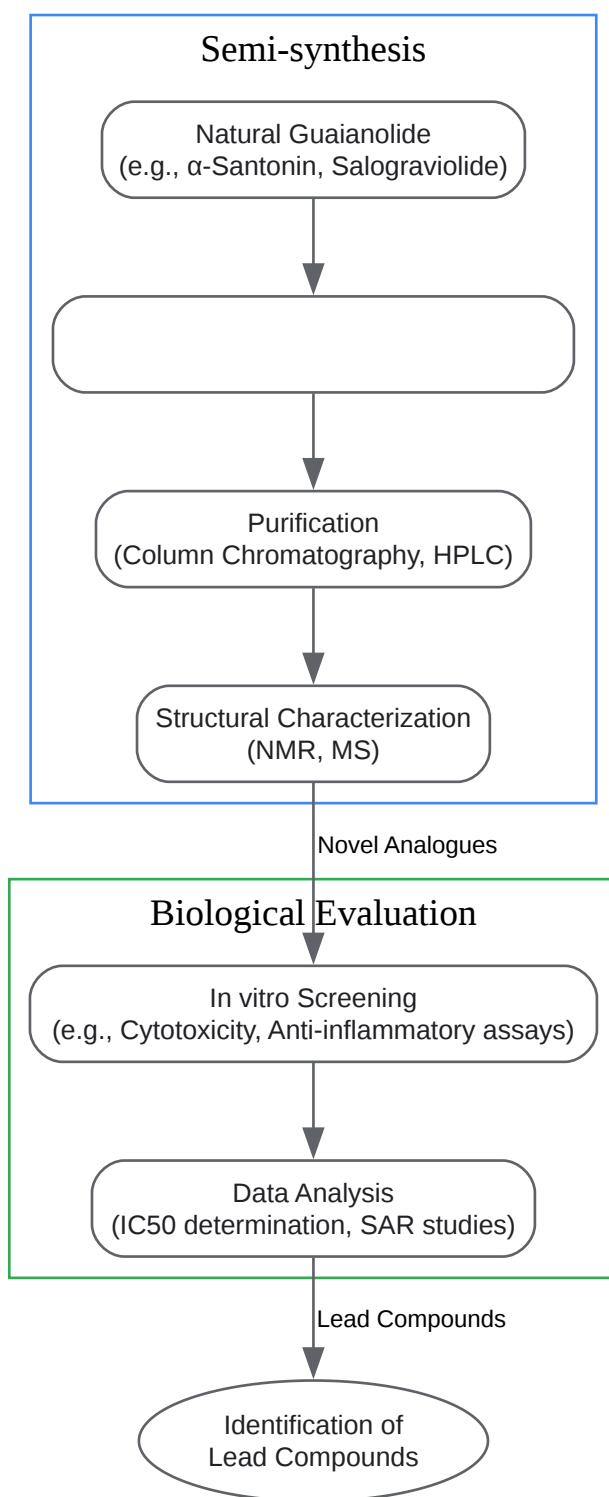 Semi-synthesis
Natural Guaianolide
(e.g., α-Santonin, Salograviolide)
Purification
(Column Chromatography, HPLC)
Structural Characterization
(NMR, MS)
Novel Analogues
Biological Evaluation
In vitro Screening
(e.g., Cytotoxicity, Anti-inflammatory assays)
Data Analysis
(IC50 determination, SAR studies)
Lead Compounds
Identification of
Lead Compounds